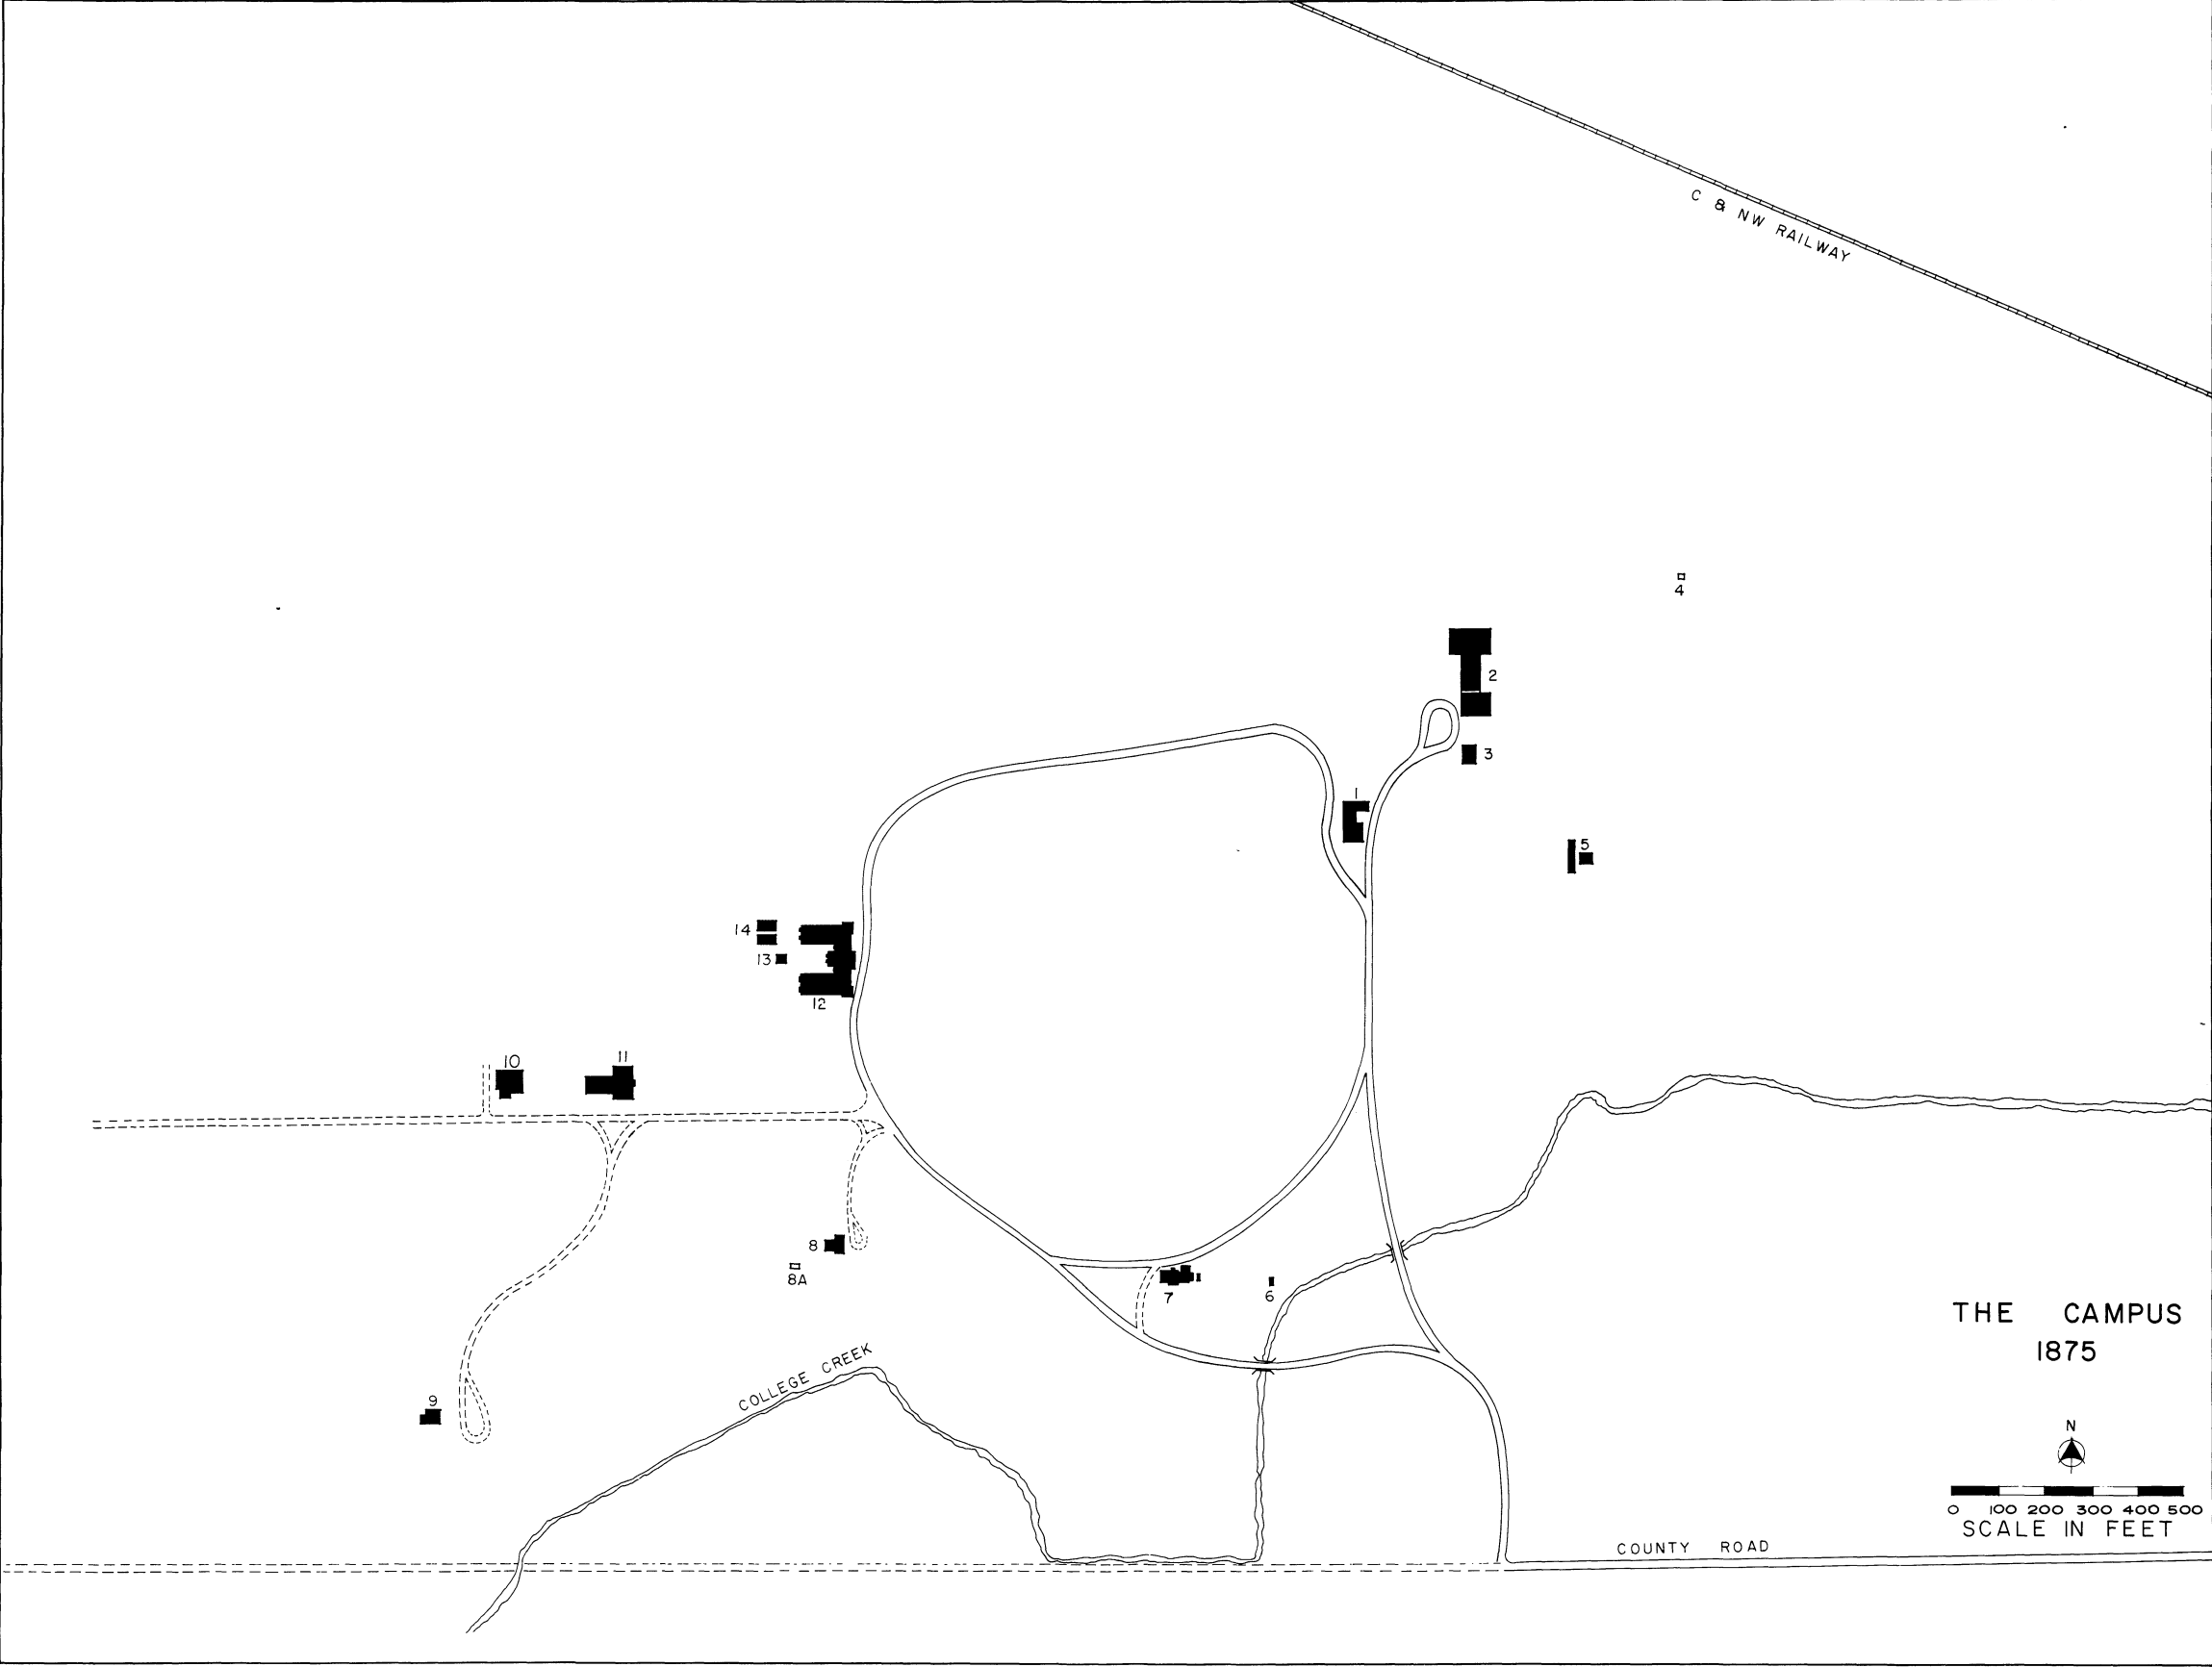 C & NW RAILWAY
4
2
3
1
5
14
13
12
10
11
8
8A
7
6
9
COLLEGE CREEK
THE CAMPUS
1875
N
0 100 200 300 400 500
SCALE IN FEET
COUNTY ROAD